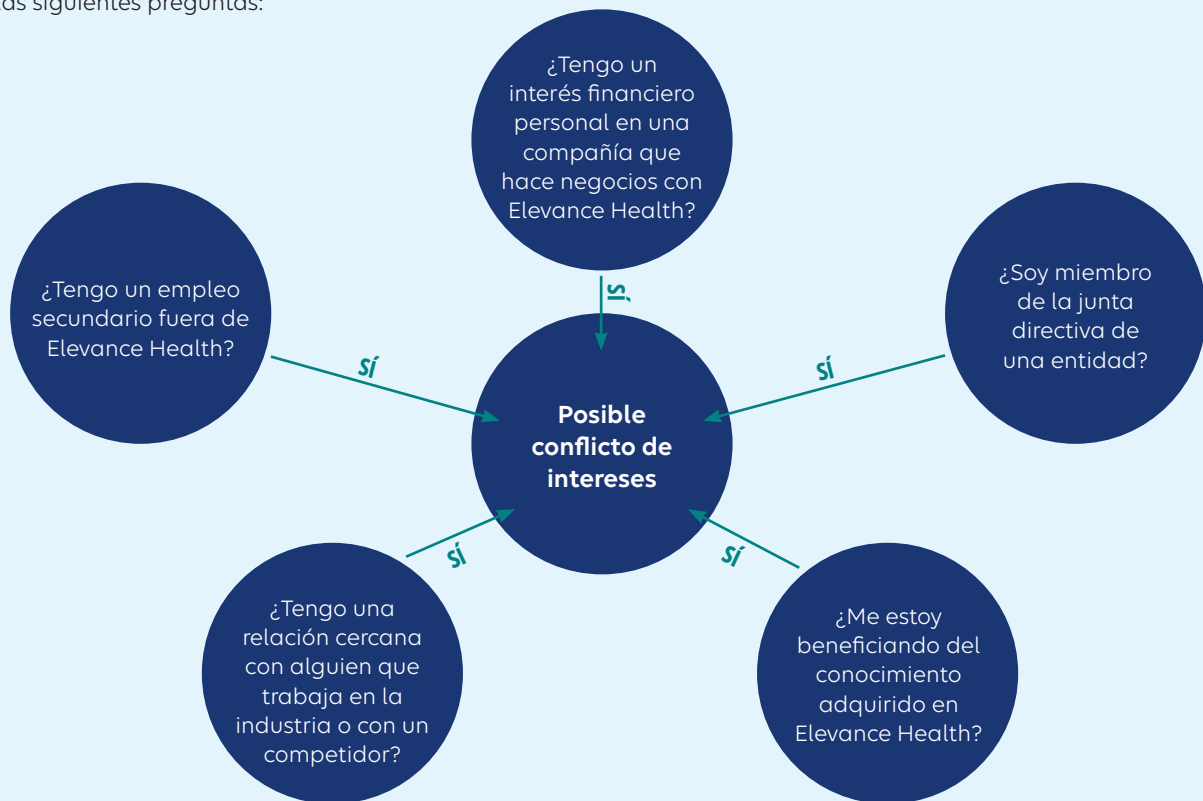 las siguientes preguntas:
¿Tengo un
interés financiero
personal en una
compañía que
hace negocios con
Elevance Health?
¿Tengo un empleo
secundario fuera de
Elevance Health?
¿Soy miembro
de la junta
directiva de
una entidad?
SÍ
SÍ
SÍ
Posible
conflicto de
intereses
SÍ
SÍ
¿Tengo una
relación cercana
con alguien que
trabaja en la
industria o con un
competidor?
¿Me estoy
beneficiando del
conocimiento
adquirido en
Elevance Health?